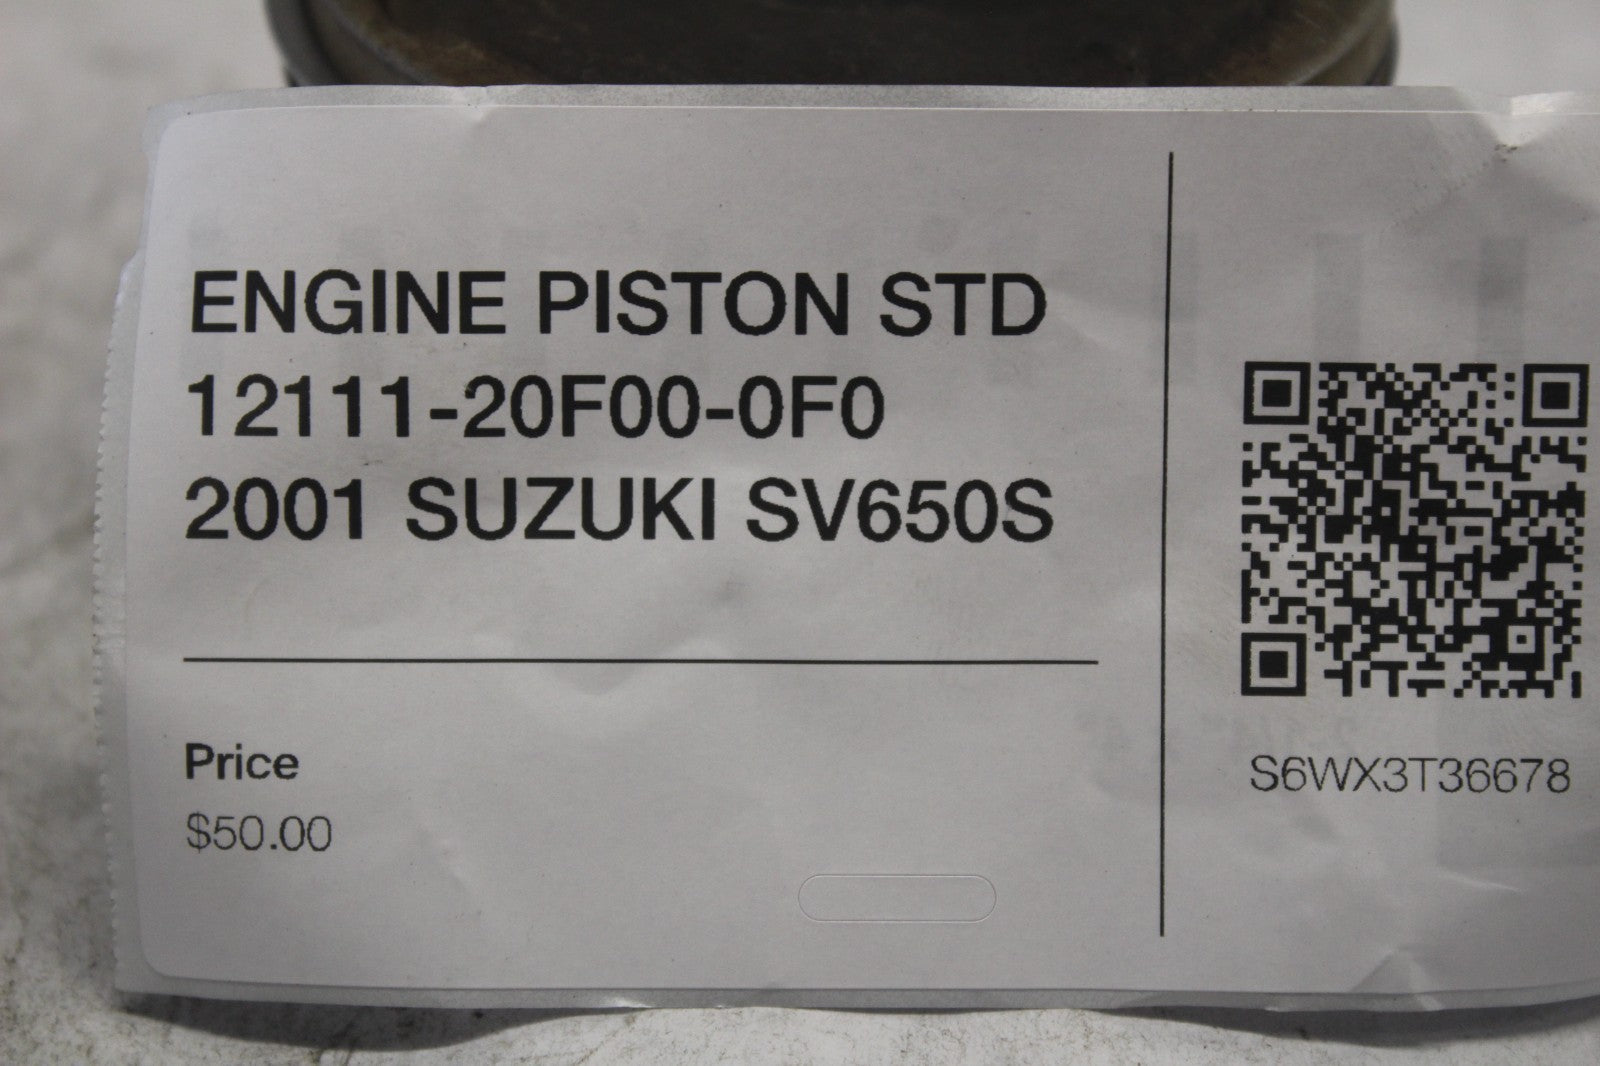 ENGINE PISTON STD
12111-20F00-0F0
2001 SUZUKI SV650S
Price
$50.00
S6WX3T36678